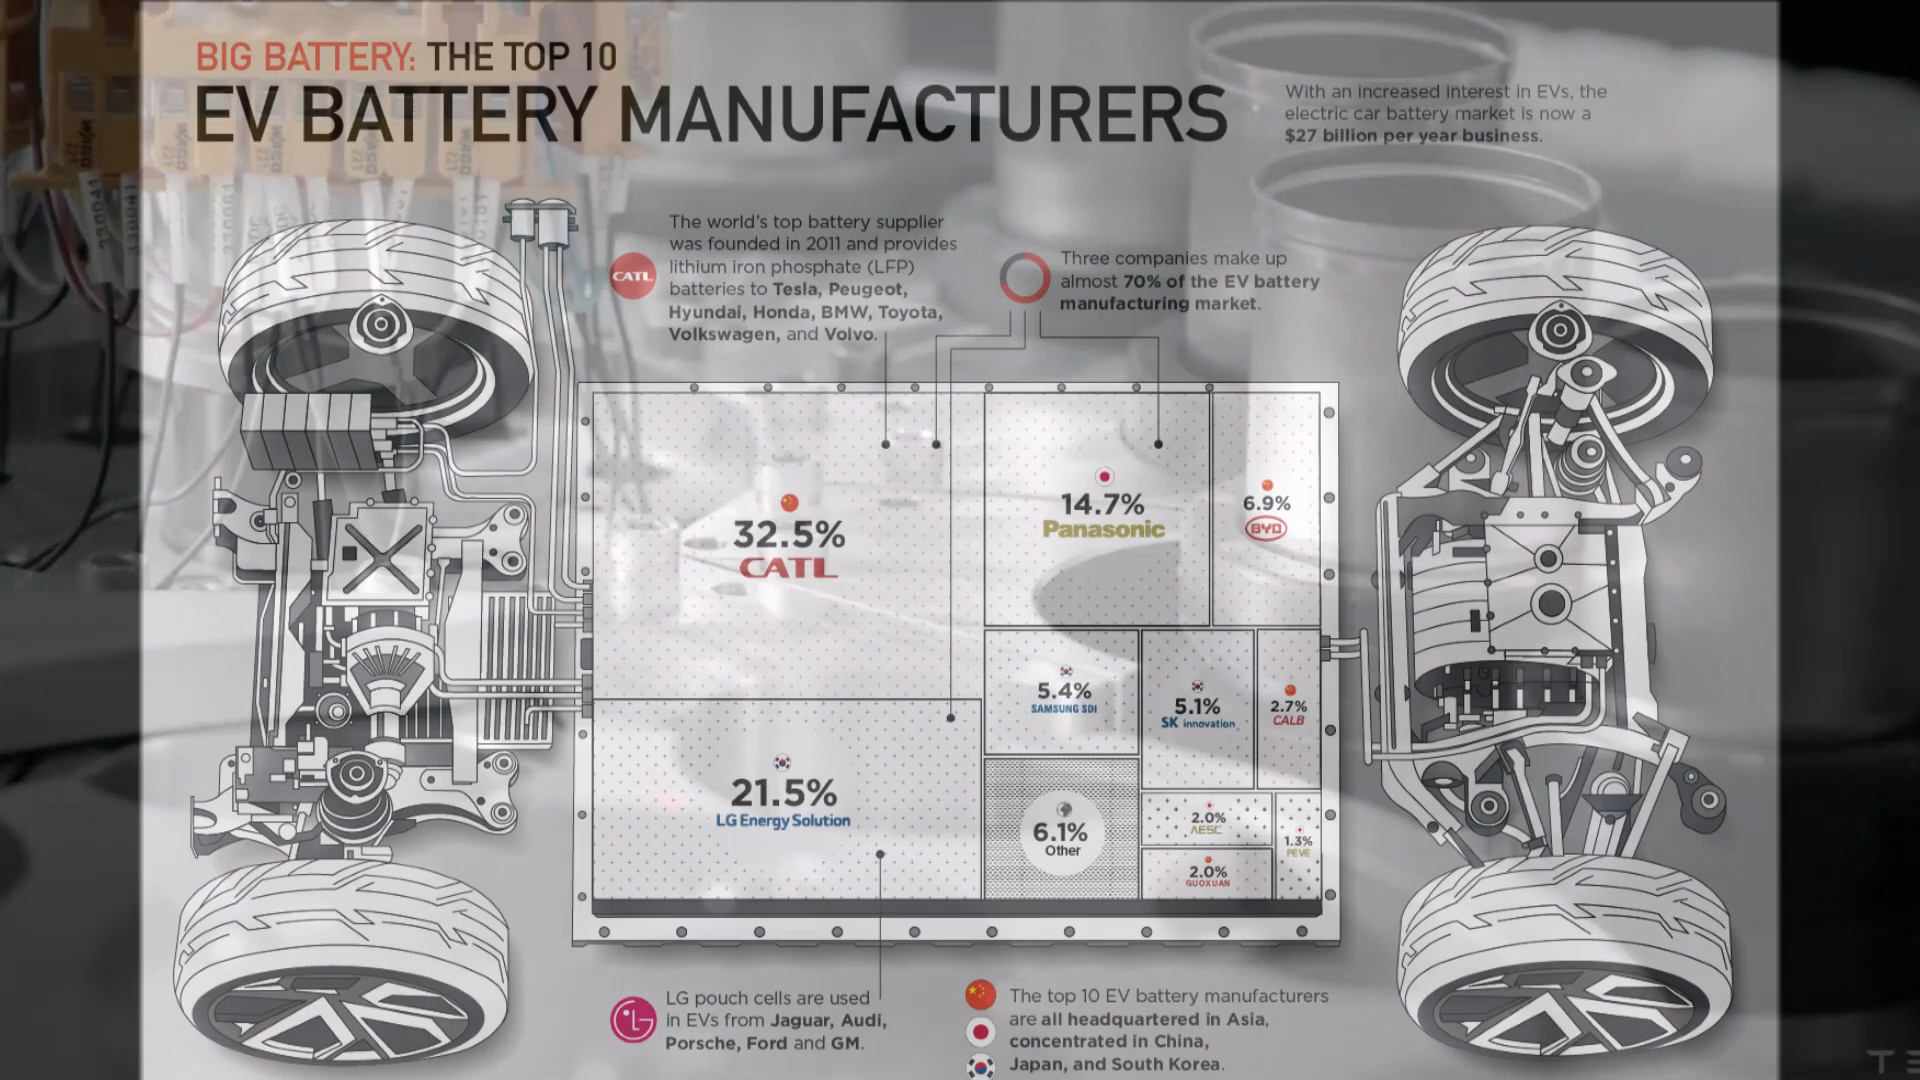 BIG BATTERY: THE TOP 10
EV BATTERY MANUFACTURERS
With an increased interest in EVs, the
electric car battery market is now a
$27 billion per year business.
The world's top battery supplier
was founded in 2011 and provides
lithium iron phosphate (LFP)
batteries to Tesla, Peugeot,
Hyundai, Honda, BMW, Toyota,
Volkswagen, and Volvo.
CATL
Three companies make up
almost 70% of the EV battery
manufacturing market.
32.5%
CATL
14.7%
Panasonic
6.9%
BYD
5.4%
SAMSUNG SDI
5.1%
SK innovation
2.7%
CALB
21.5%
LG Energy Solution
6.1%
Other
2.0%
AESC
1.3%
PEVE
2.0%
GUOXUAN
LG
LG pouch cells are used
in EVs from Jaguar, Audi,
Porsche, Ford and GM.
The top 10 EV battery manufacturers
are all headquartered in Asia,
concentrated in China,
Japan, and South Korea.